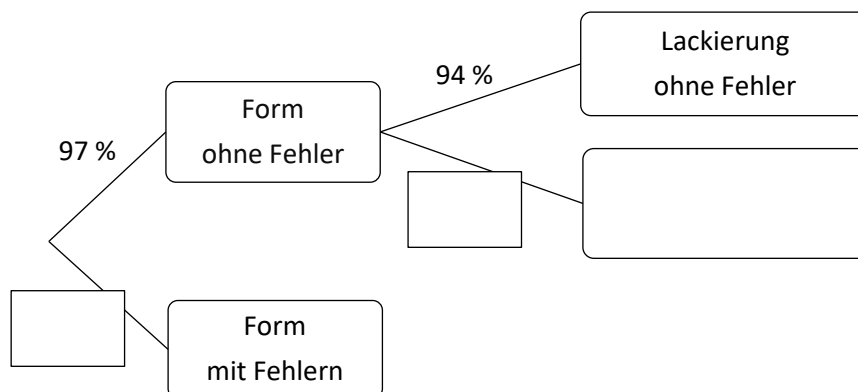 Lackierung
ohne Fehler
94 %
Form
ohne Fehler
97 %
Form
mit Fehlern